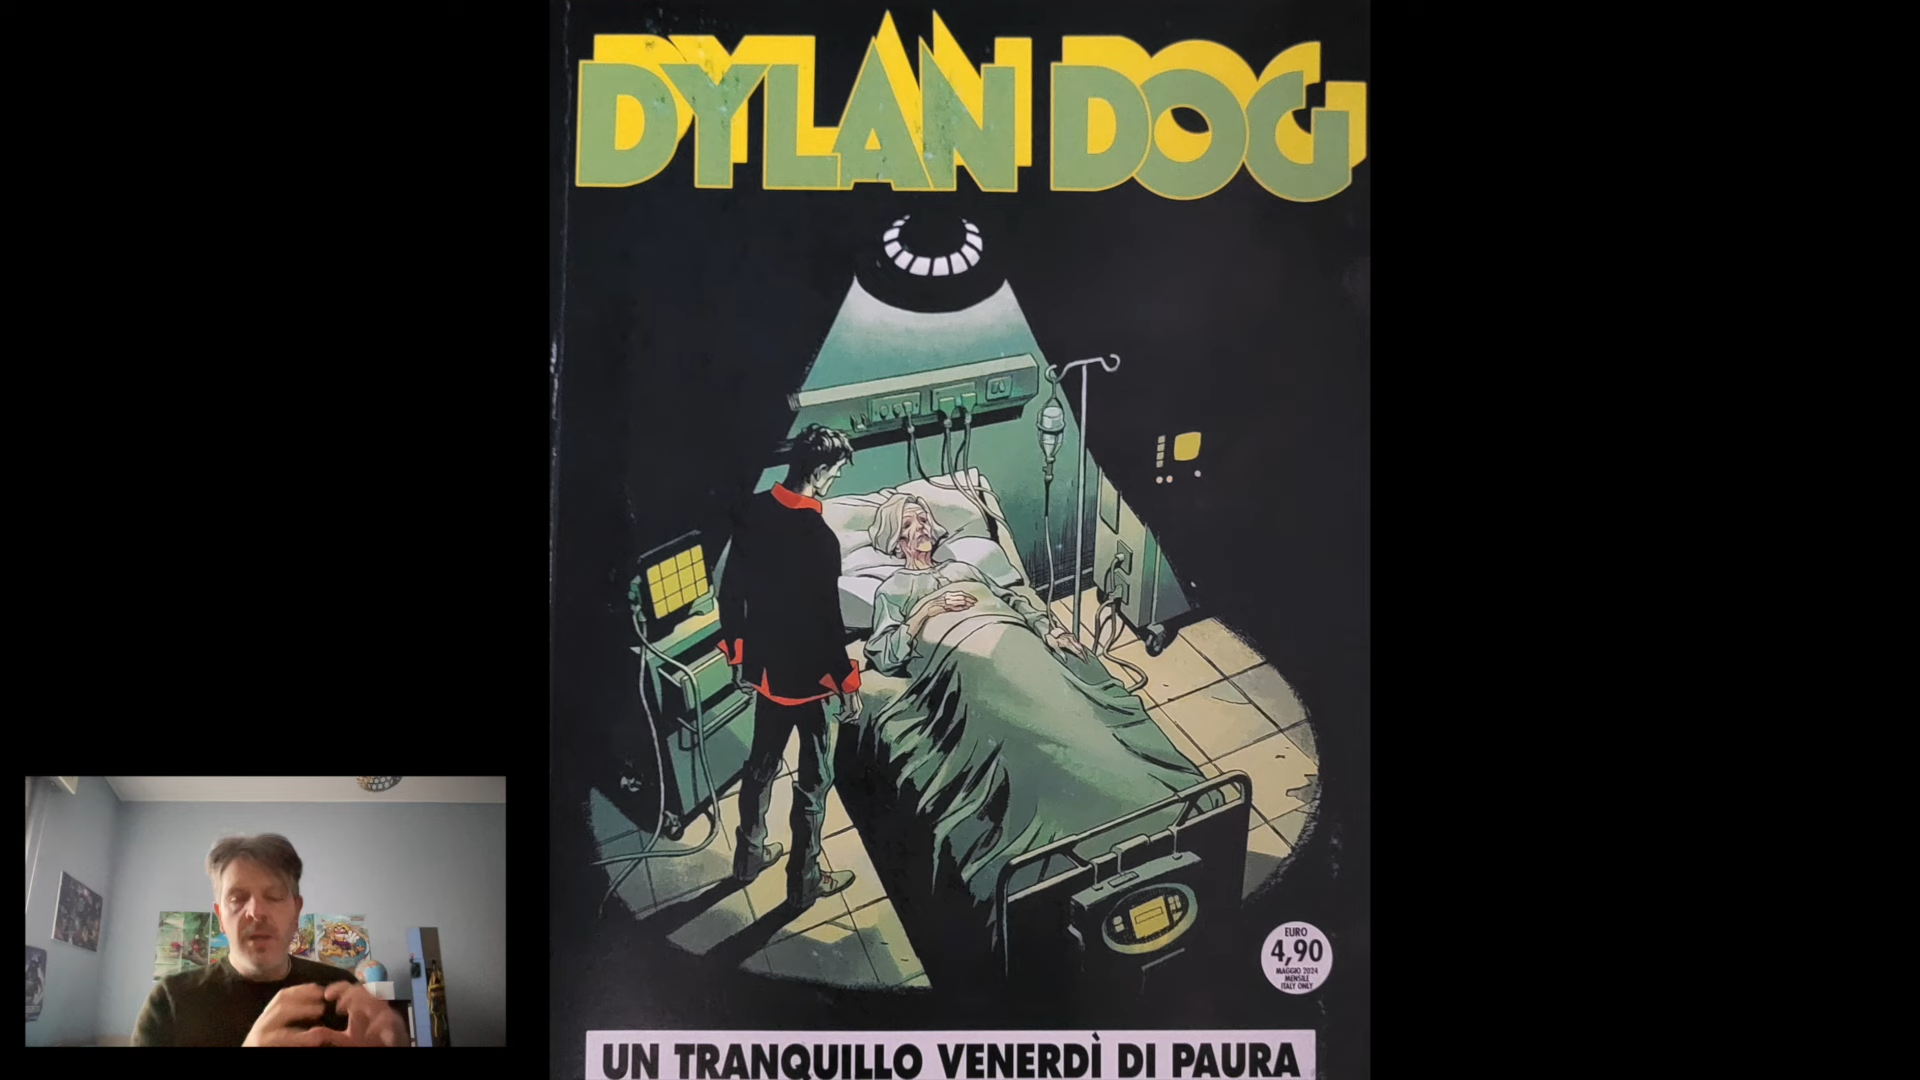 DYLAN DOG
EURO
4,90
MAGGIO 2024
MENSILE
ITALY ONLY
UN TRANQUILLO VENERDÌ DI PAURA